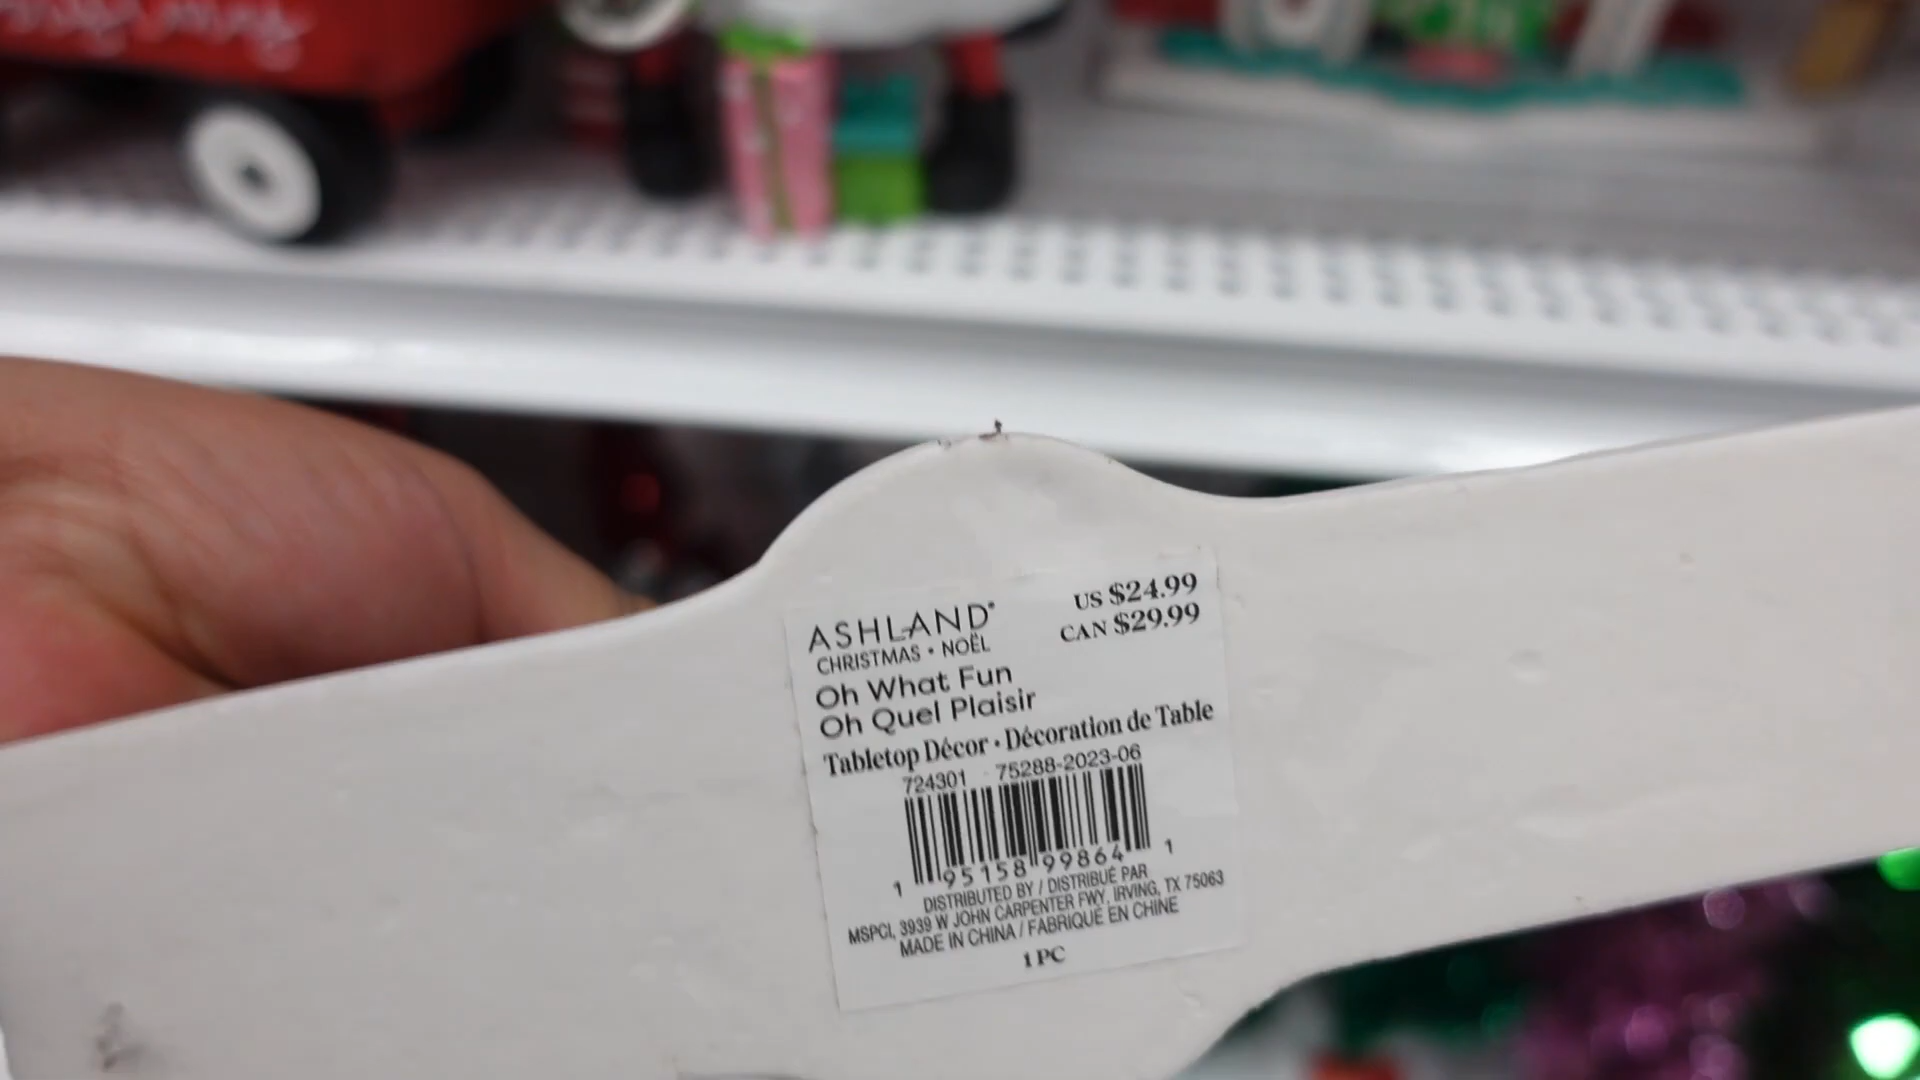 ASHLAND®
CHRISTMAS • NOËL
US $24.99
CAN $29.99
Oh What Fun
Oh Quel Plaisir
Tabletop Décor • Décoration de Table
724301 75288-2023-06
1 95158 99864 1
DISTRIBUTED BY / DISTRIBUÉ PAR
MSPCI, 3939 W JOHN CARPENTER FWY, IRVING, TX 75063
MADE IN CHINA / FABRIQUÉ EN CHINE
1 PC